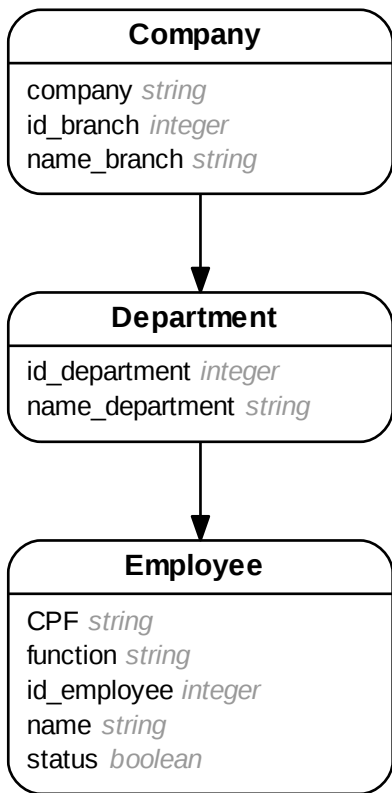 Company
company string
id_branch integer
name_branch string
Department
id_department integer
name_department string
Employee
CPF string
function string
id_employee integer
name string
status boolean